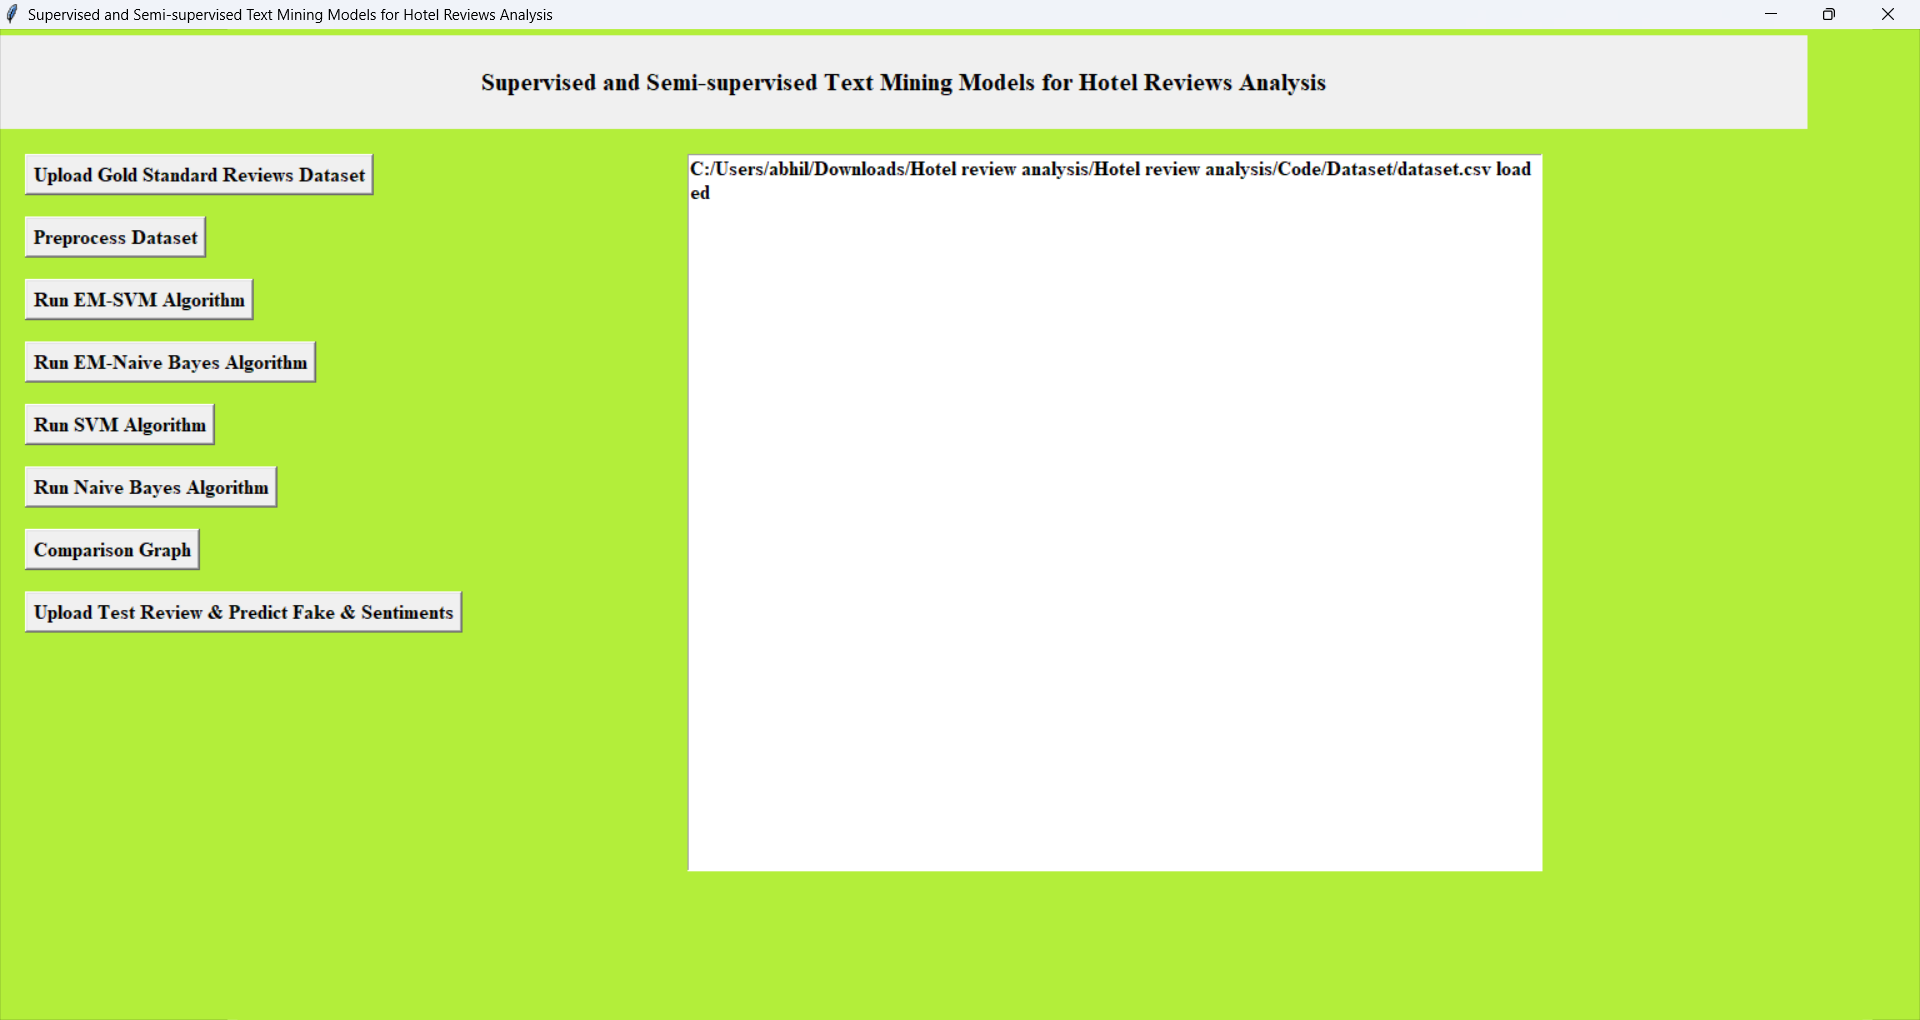 Supervised and Semi-supervised Text Mining Models for Hotel Reviews Analysis
Supervised and Semi-supervised Text Mining Models for Hotel Reviews Analysis
Upload Gold Standard Reviews Dataset
Preprocess Dataset
Run EM-SVM Algorithm
Run EM-Naive Bayes Algorithm
Run SVM Algorithm
Run Naive Bayes Algorithm
Comparison Graph
Upload Test Review & Predict Fake & Sentiments
C:/Users/abhil/Downloads/Hotel review analysis/Hotel review analysis/Code/Dataset/dataset.csv load
ed